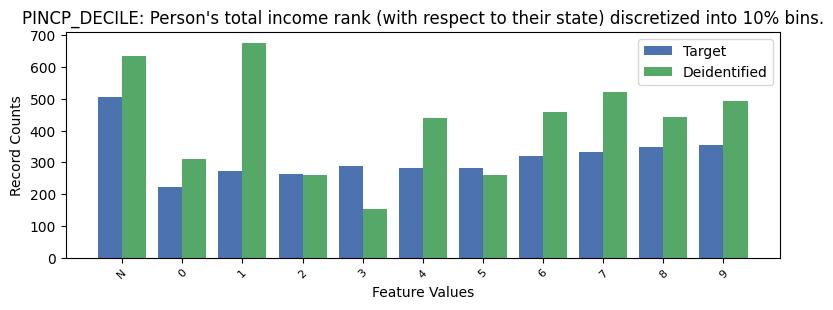 PINCP_DECILE: Person's total income rank (with respect to their state) discretized into 10% bins.
700
600
500
400
300
200
100
0
Record Counts
Target
Deidentified
N 0 1 2 3 4 5 6 7 8 9
Feature Values